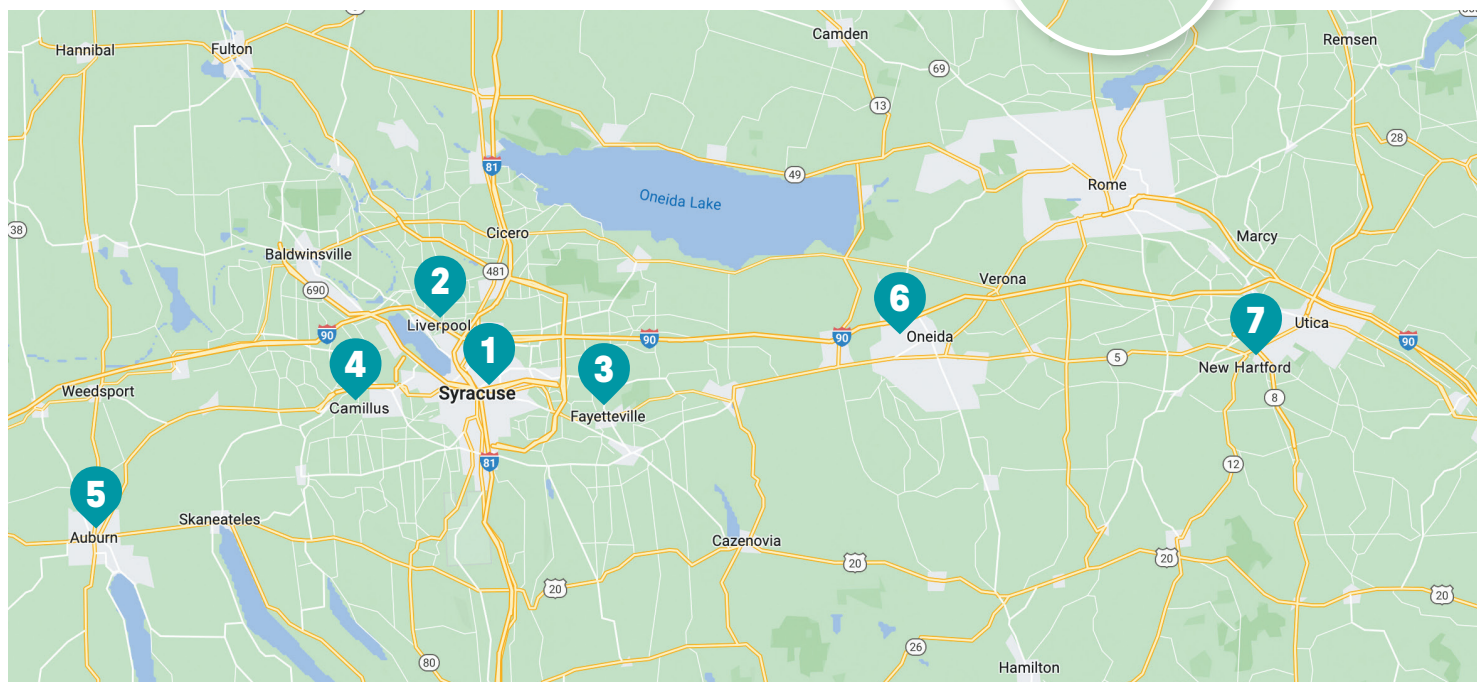 Hannibal
Fulton
Camden
Remsen
69
13
28
81
49
Oneida Lake
Rome
38
Cicero
Marcy
Baldwinsville
481
Verona
690
2
6
7
Liverpool
Utica
90
90
90
Oneida
90
1
4
3
5
New Hartford
Weedsport
Syracuse
Camillus
Fayetteville
8
81
12
5
Skaneateles
Auburn
Cazenovia
20
20
20
20
26
80
Hamilton